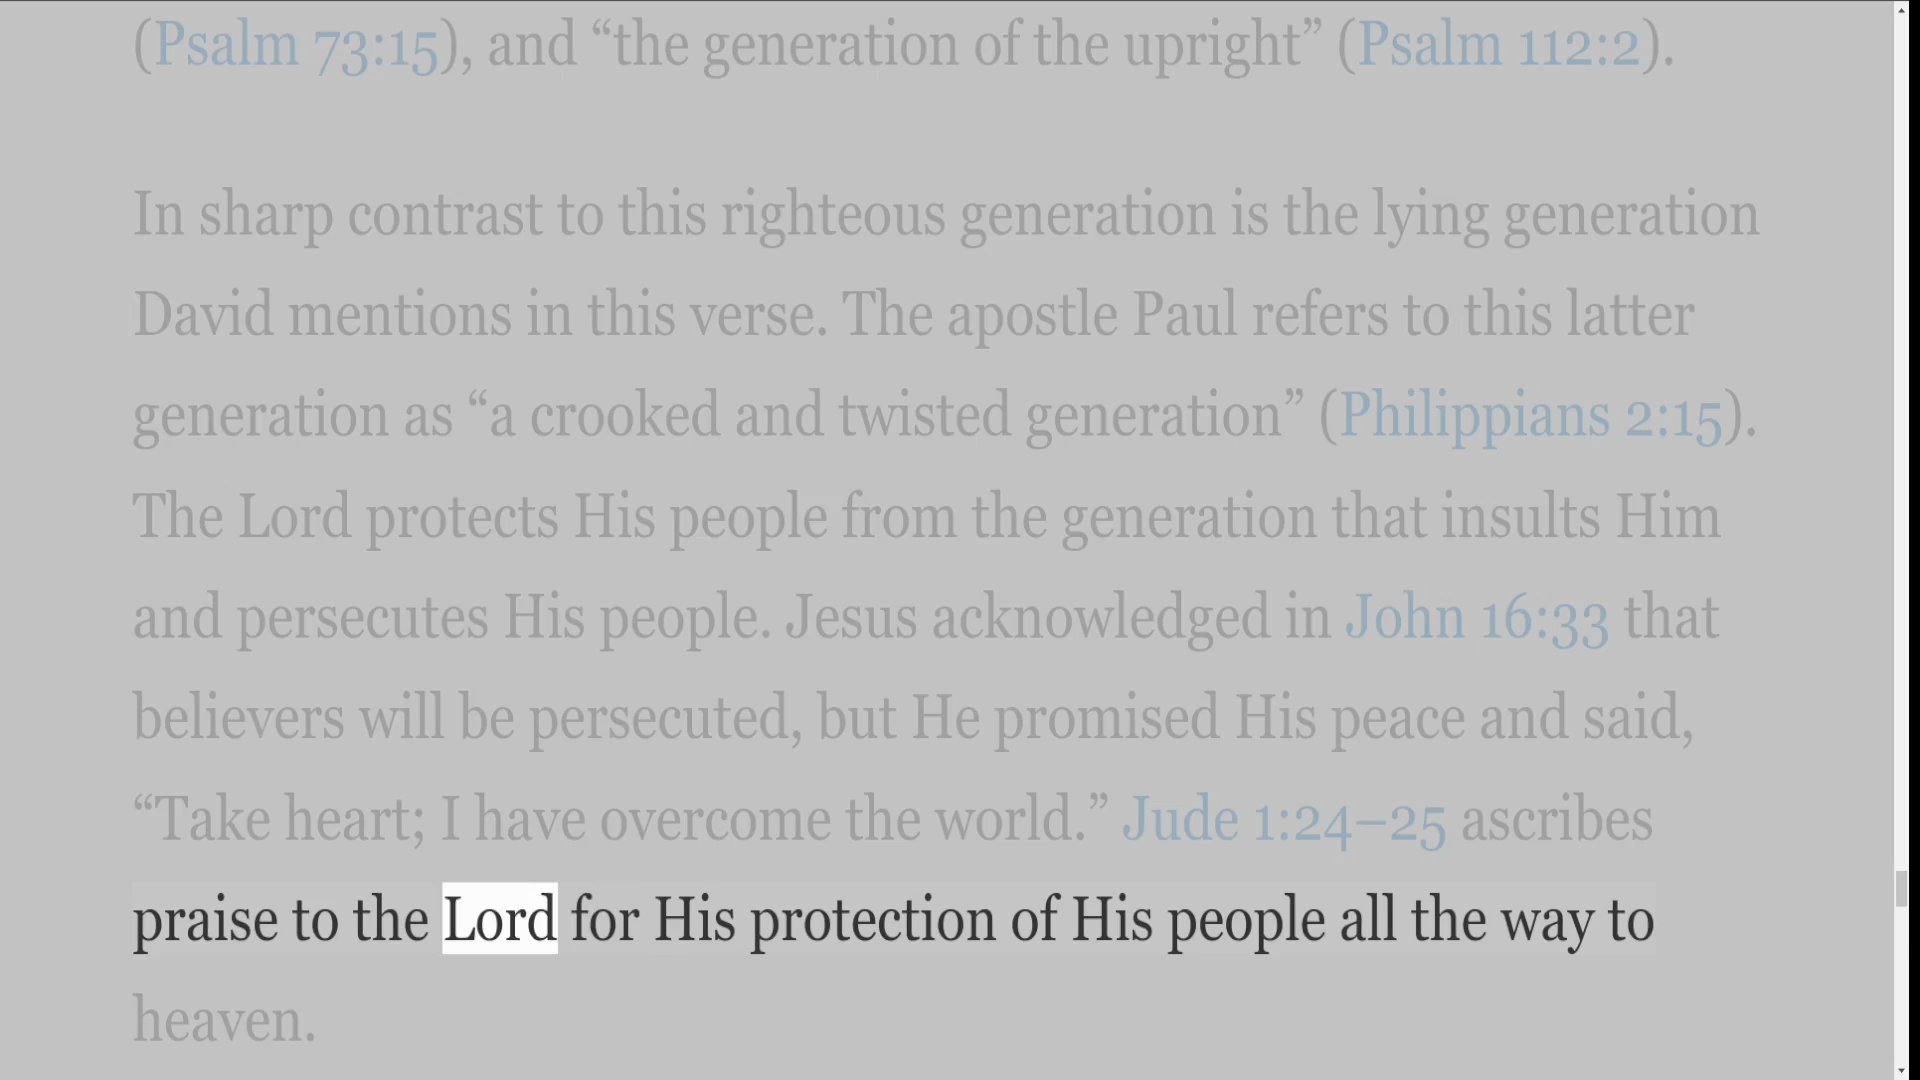 (Psalm 73:15), and “the generation of the upright” (Psalm 112:2).
In sharp contrast to this righteous generation is the lying generation
David mentions in this verse. The apostle Paul refers to this latter
generation as “a crooked and twisted generation” (Philippians 2:15).
The Lord protects His people from the generation that insults Him
and persecutes His people. Jesus acknowledged in John 16:33 that
believers will be persecuted, but He promised His peace and said,
“Take heart; I have overcome the world.” Jude 1:24–25 ascribes
praise to the Lord for His protection of His people all the way to
heaven.